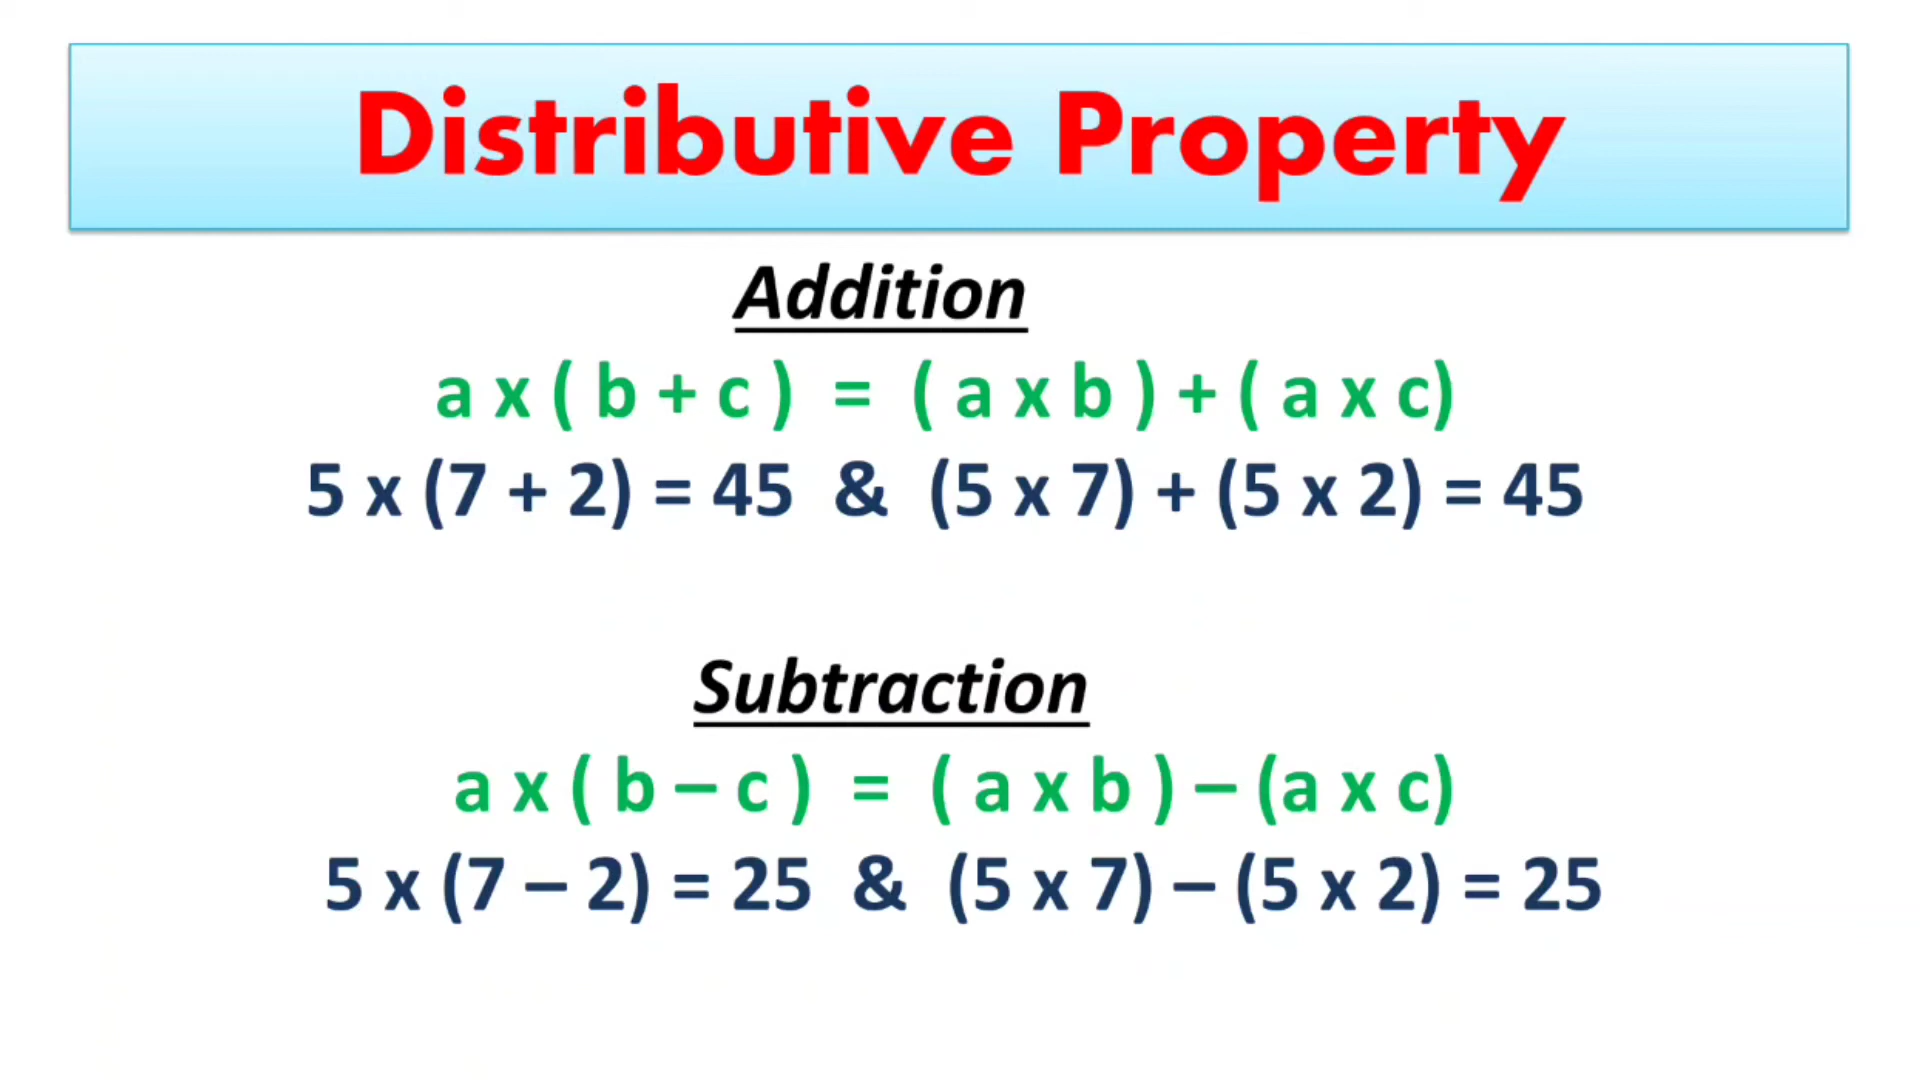 Distributive Property
Addition
a x ( b + c ) = ( a x b ) + ( a x c)
5 x (7 + 2) = 45 & (5 x 7) + (5 x 2) = 45
Subtraction
a x ( b – c ) = ( a x b ) – (a x c)
5 x (7 – 2) = 25 & (5 x 7) – (5 x 2) = 25